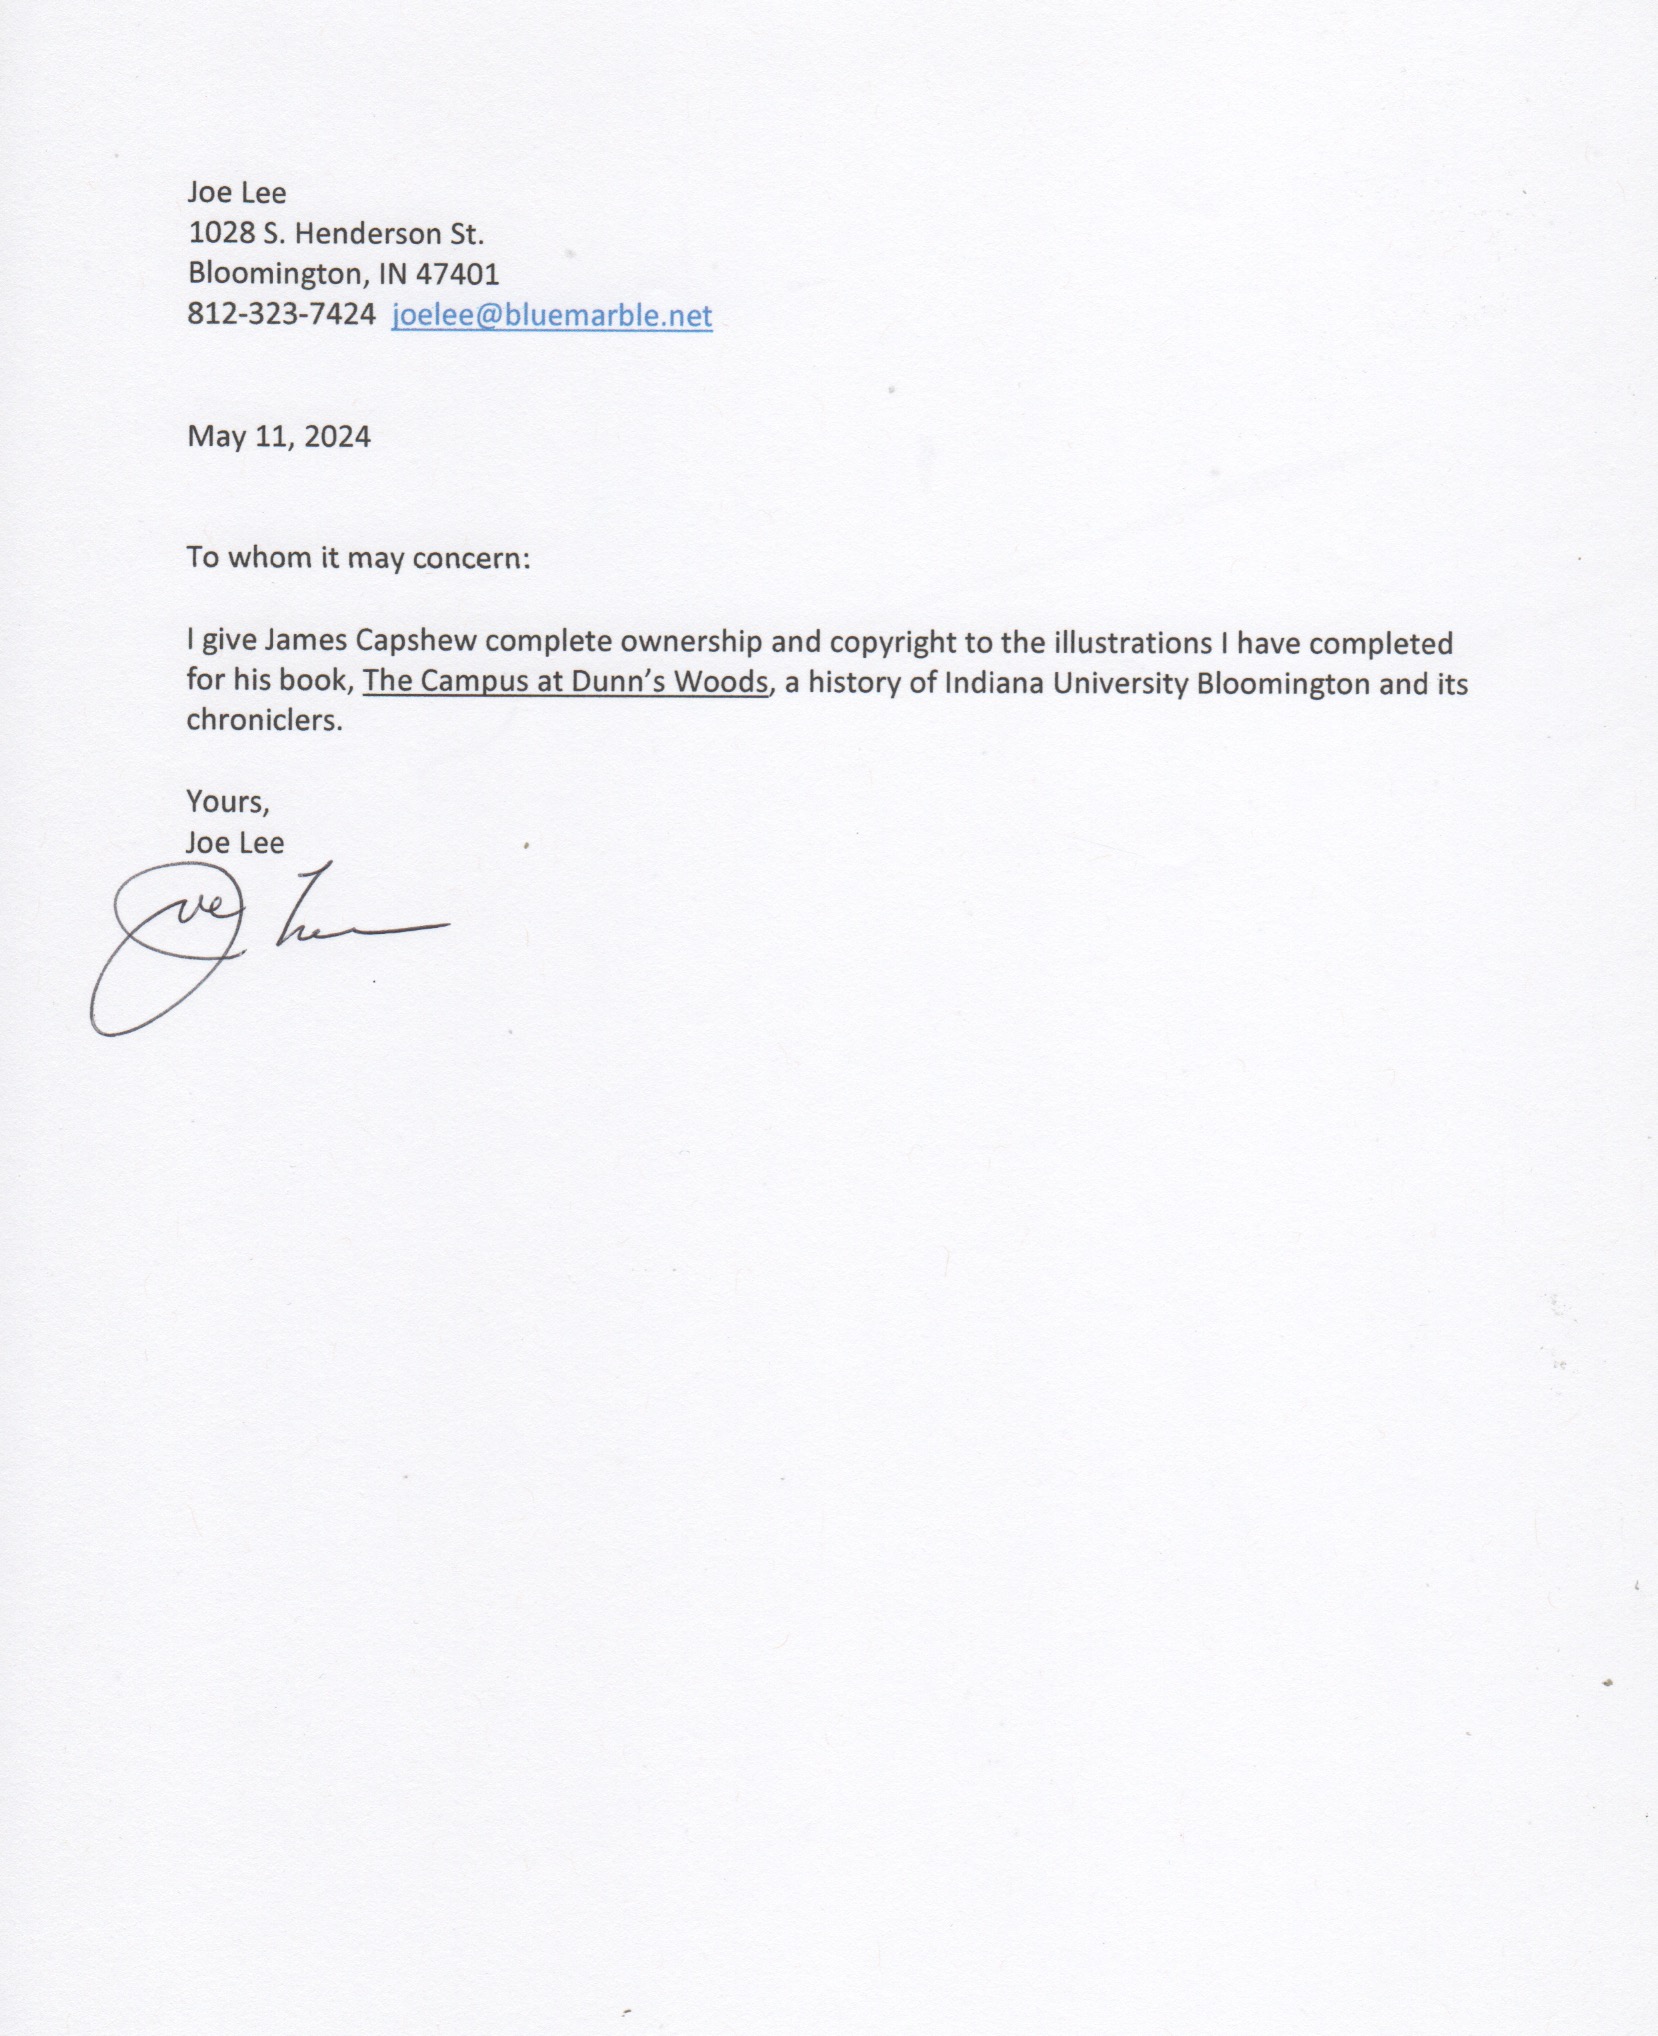 Joe Lee
1028 S. Henderson St.
Bloomington, IN 47401
812-323-7424 joelee@bluemarble.net
May 11, 2024
To whom it may concern:
I give James Capshew complete ownership and copyright to the illustrations I have completed
for his book, The Campus at Dunn's Woods, a history of Indiana University Bloomington and its
chroniclers.
Yours,
Joe Lee
Joe Lee